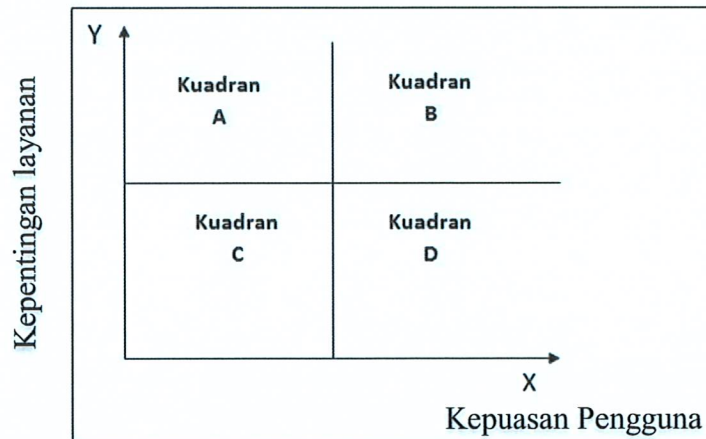 Kepentingan layanan
Y
Kuadran
A
Kuadran
B
Kuadran
C
Kuadran
D
X
Kepuasan Pengguna